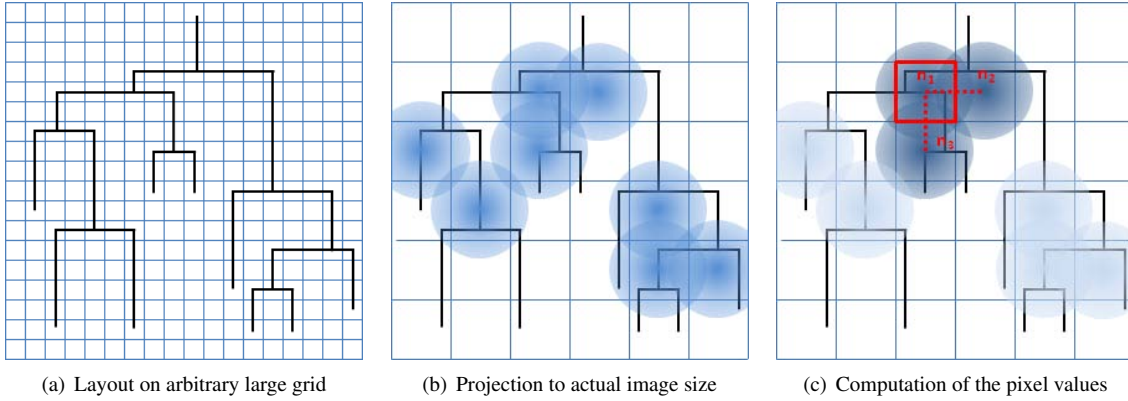 n₁ n₂
n₃
(a) Layout on arbitrary large grid (b) Projection to actual image size (c) Computation of the pixel values